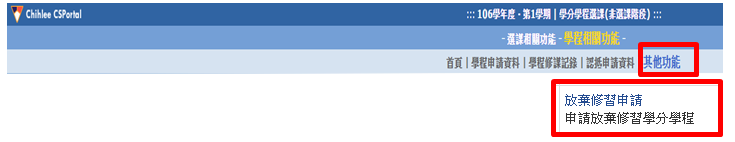 Chihlee CSPortal
::: 106學年度 - 第1學期 | 學分學程選課(未選課階段) :::
- 選課相關功能 - 學程相關功能 -
首頁 | 學程申請資料 | 學程修課記錄 | 認抵申請資料 | 其他功能
放棄修習申請
申請放棄修習學分學程